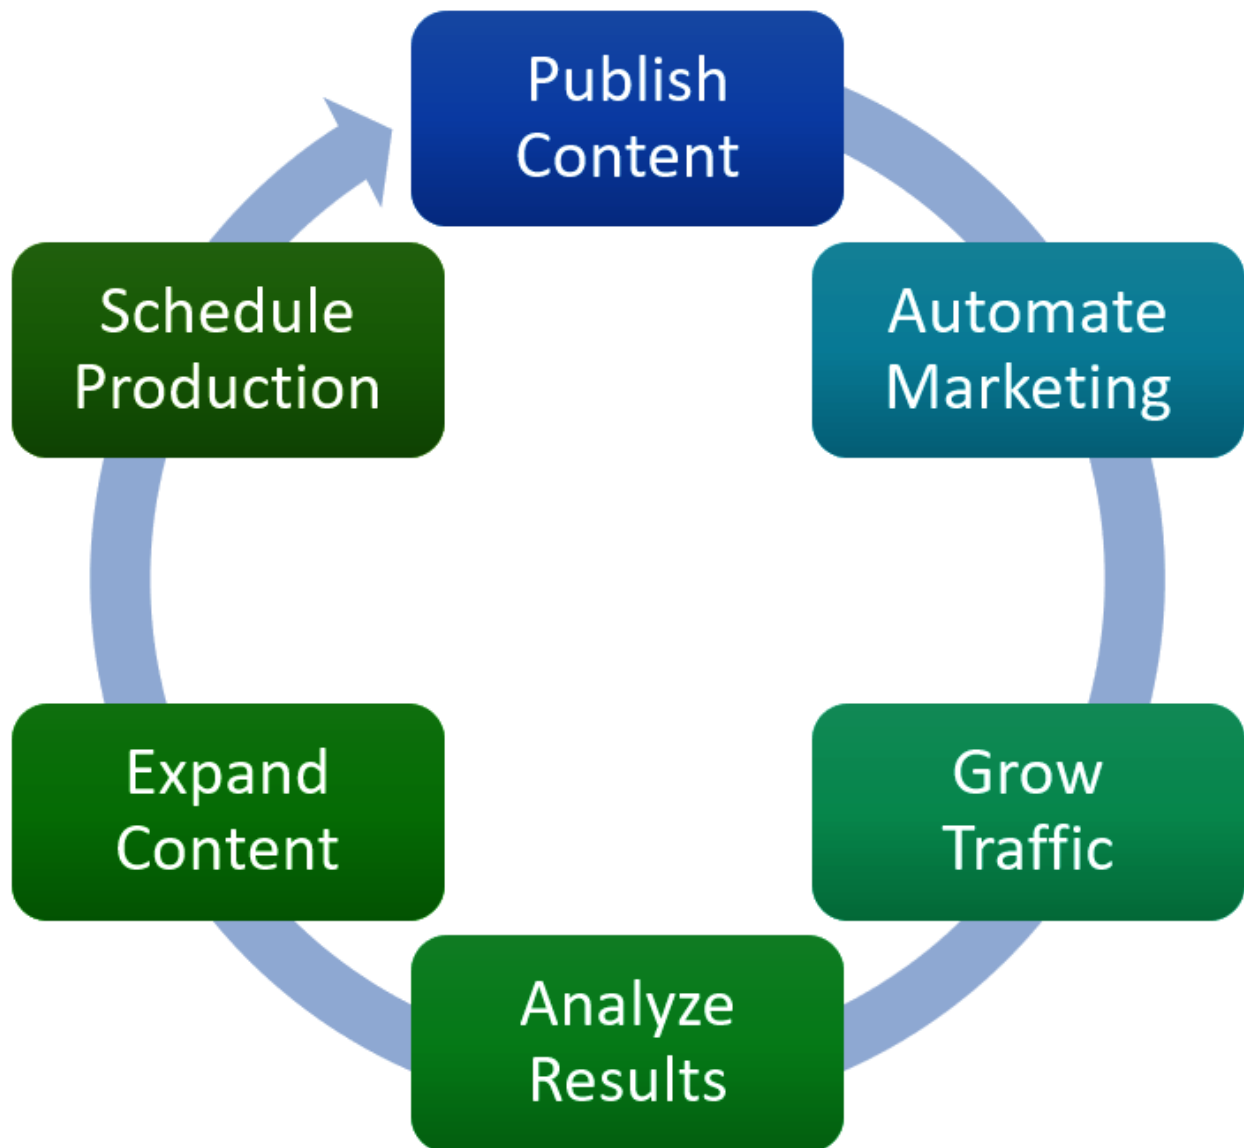 Publish
Content
Automate
Marketing
Grow
Traffic
Analyze
Results
Expand
Content
Schedule
Production